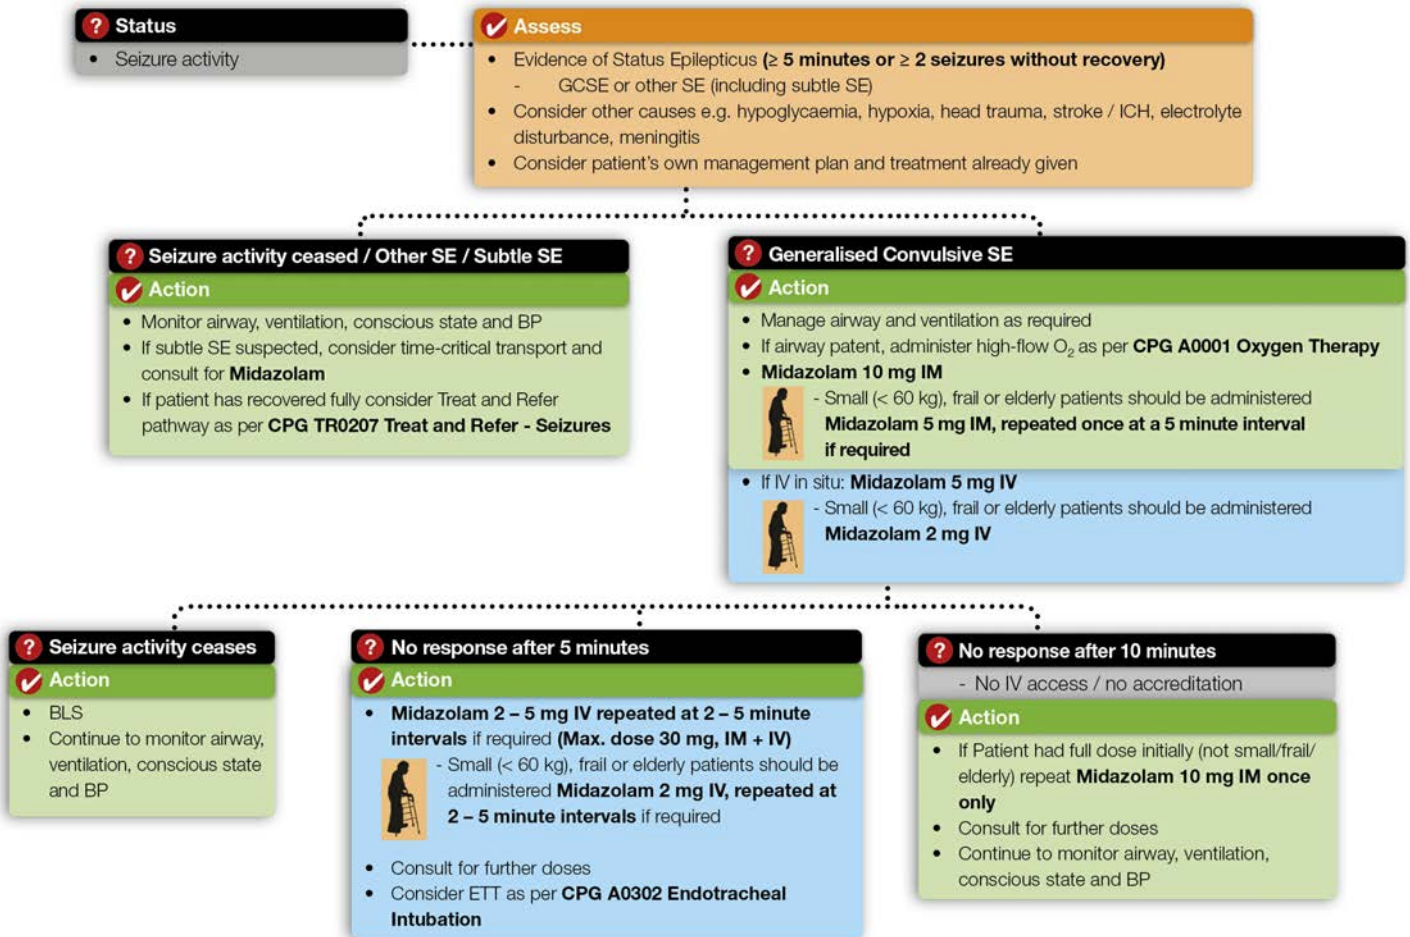 Status
• Seizure activity
Assess
• Evidence of Status Epilepticus (≥ 5 minutes or ≥ 2 seizures without recovery)
- GCSE or other SE (including subtle SE)
• Consider other causes e.g. hypoglycaemia, hypoxia, head trauma, stroke / ICH, electrolyte
disturbance, meningitis
• Consider patient's own management plan and treatment already given
Seizure activity ceased / Other SE / Subtle SE
Action
• Monitor airway, ventilation, conscious state and BP
• If subtle SE suspected, consider time-critical transport and
consult for Midazolam
• If patient has recovered fully consider Treat and Refer
pathway as per CPG TR0207 Treat and Refer - Seizures
Generalised Convulsive SE
Action
• Manage airway and ventilation as required
• If airway patent, administer high-flow O₂ as per CPG A0001 Oxygen Therapy
• Midazolam 10 mg IM
- Small (< 60 kg), frail or elderly patients should be administered
Midazolam 5 mg IM, repeated once at a 5 minute interval
if required
• If IV in situ: Midazolam 5 mg IV
- Small (< 60 kg), frail or elderly patients should be administered
Midazolam 2 mg IV
Seizure activity ceases
Action
• BLS
• Continue to monitor airway,
ventilation, conscious state
and BP
No response after 5 minutes
Action
• Midazolam 2 – 5 mg IV repeated at 2 – 5 minute
intervals if required (Max. dose 30 mg, IM + IV)
- Small (< 60 kg), frail or elderly patients should be
administered Midazolam 2 mg IV, repeated at
2 – 5 minute intervals if required
• Consult for further doses
• Consider ETT as per CPG A0302 Endotracheal
Intubation
No response after 10 minutes
- No IV access / no accreditation
Action
• If Patient had full dose initially (not small/frail/
elderly) repeat Midazolam 10 mg IM once
only
• Consult for further doses
• Continue to monitor airway, ventilation,
conscious state and BP